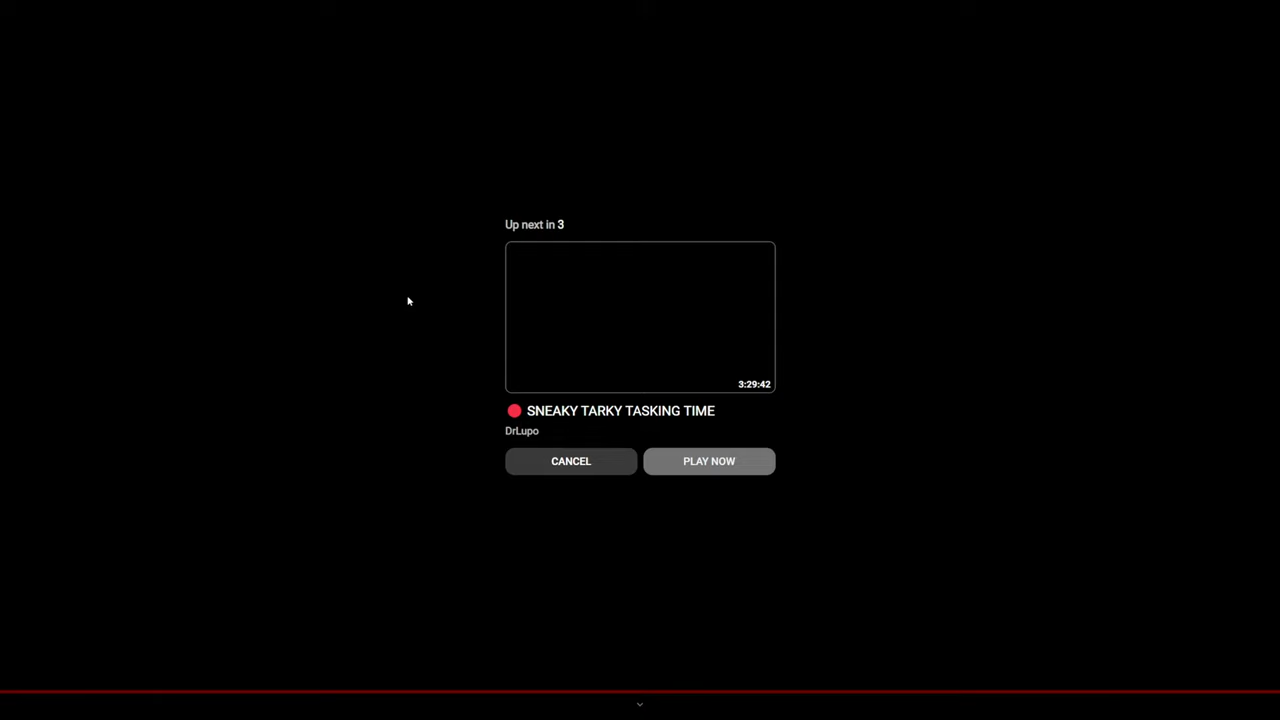 Up next in 3
3:29:42
🔴 SNEAKY TARKY TASKING TIME
DrLupo
CANCEL
PLAY NOW